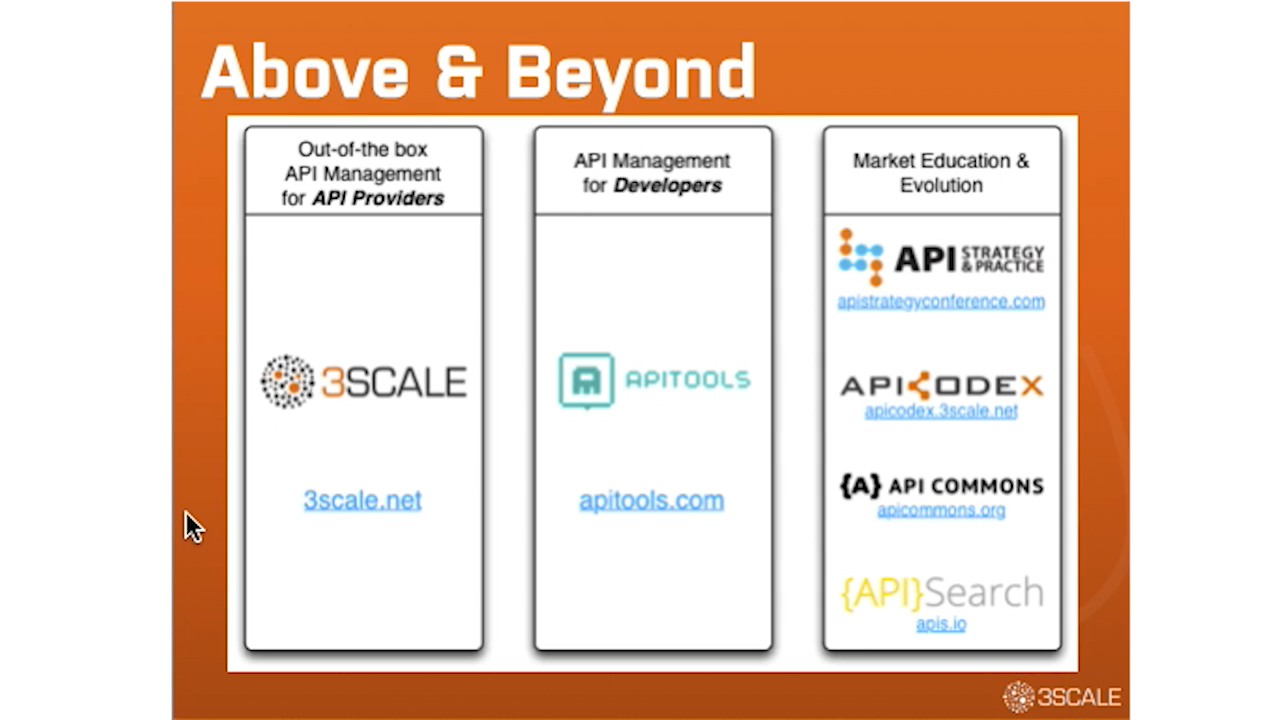 Above & Beyond
Out-of-the box
API Management
for API Providers
3SCALE
3scale.net
API Management
for Developers
APITOOLS
apitools.com
Market Education &
Evolution
API STRATEGY
& PRACTICE
apistrategyconference.com
APICODEX
apicodex.3scale.net
{A} API COMMONS
apicommons.org
{API}Search
apis.io
3SCALE